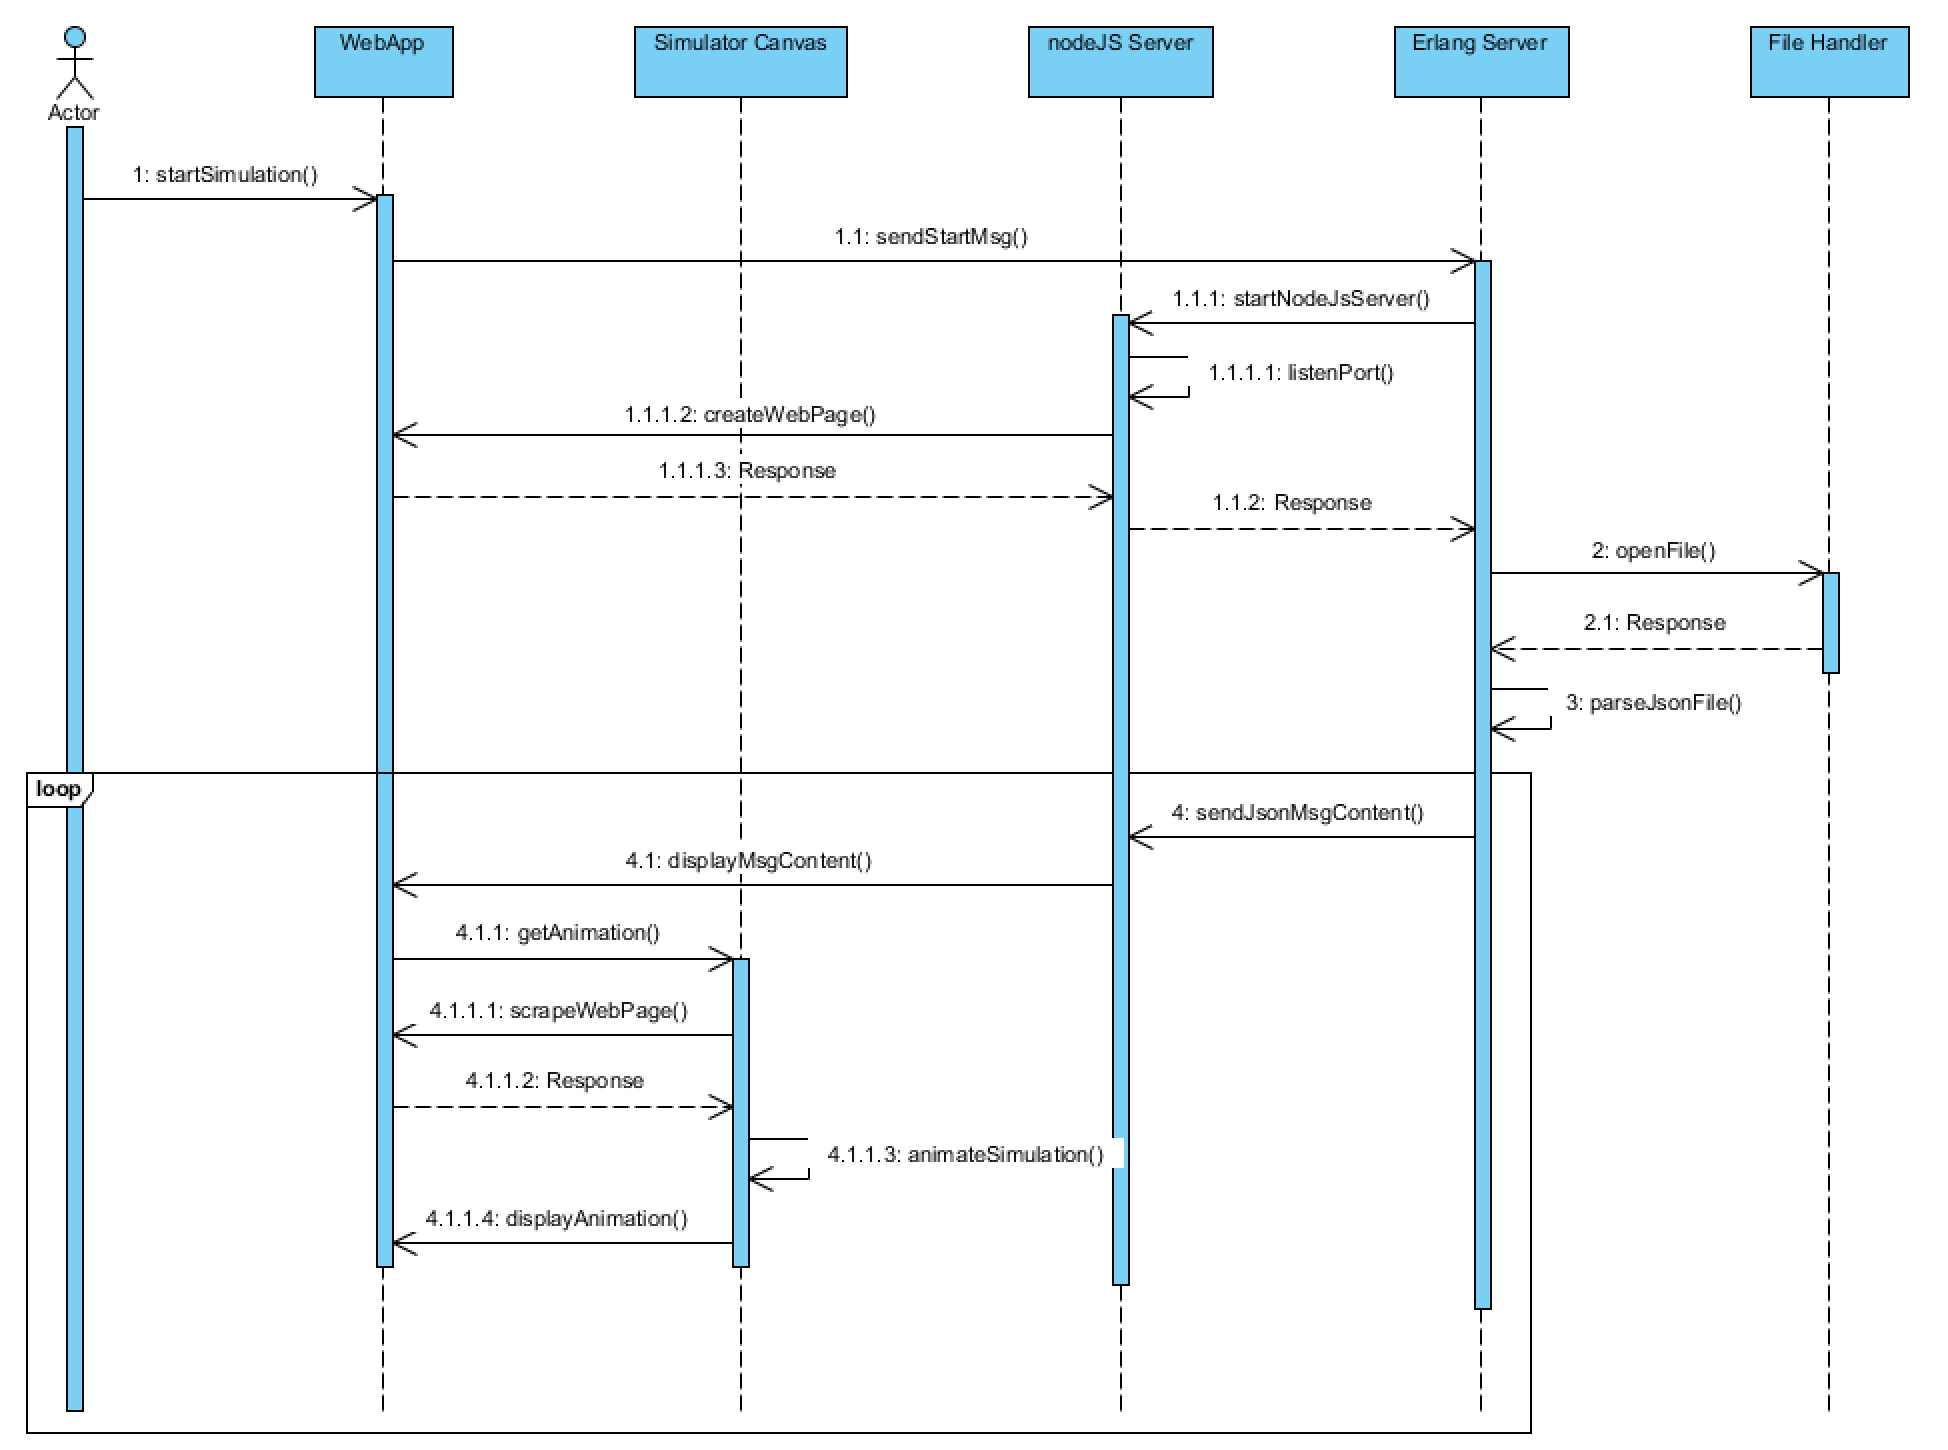 Actor
WebApp
Simulator Canvas
nodeJS Server
Erlang Server
File Handler
1: startSimulation()
1.1: sendStartMsg()
1.1.1: startNodeJsServer()
1.1.1.1: listenPort()
1.1.1.2: createWebPage()
1.1.1.3: Response
1.1.2: Response
2: openFile()
2.1: Response
3: parseJsonFile()
loop
4: sendJsonMsgContent()
4.1: displayMsgContent()
4.1.1: getAnimation()
4.1.1.1: scrapeWebPage()
4.1.1.2: Response
4.1.1.3: animateSimulation()
4.1.1.4: displayAnimation()